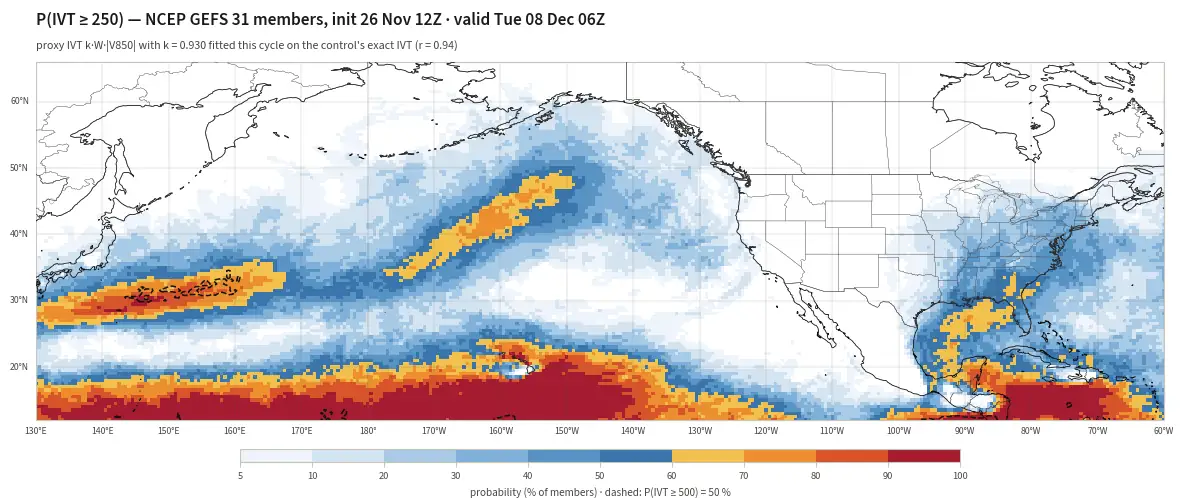 P(IVT ≥ 250) — NCEP GEFS 31 members, init 26 Nov 12Z · valid Tue 08 Dec 06Z
proxy IVT k·W·|V850| with k = 0.930 fitted this cycle on the control's exact IVT (r = 0.94)
60°N
50°N
40°N
30°N
20°N
130°E 140°E 150°E 160°E 170°E 180° 170°W 160°W 150°W 140°W 130°W 120°W 110°W 100°W 90°W 80°W 70°W 60°W
5 10 20 30 40 50 60 70 80 90 100
probability (% of members) · dashed: P(IVT ≥ 500) = 50 %